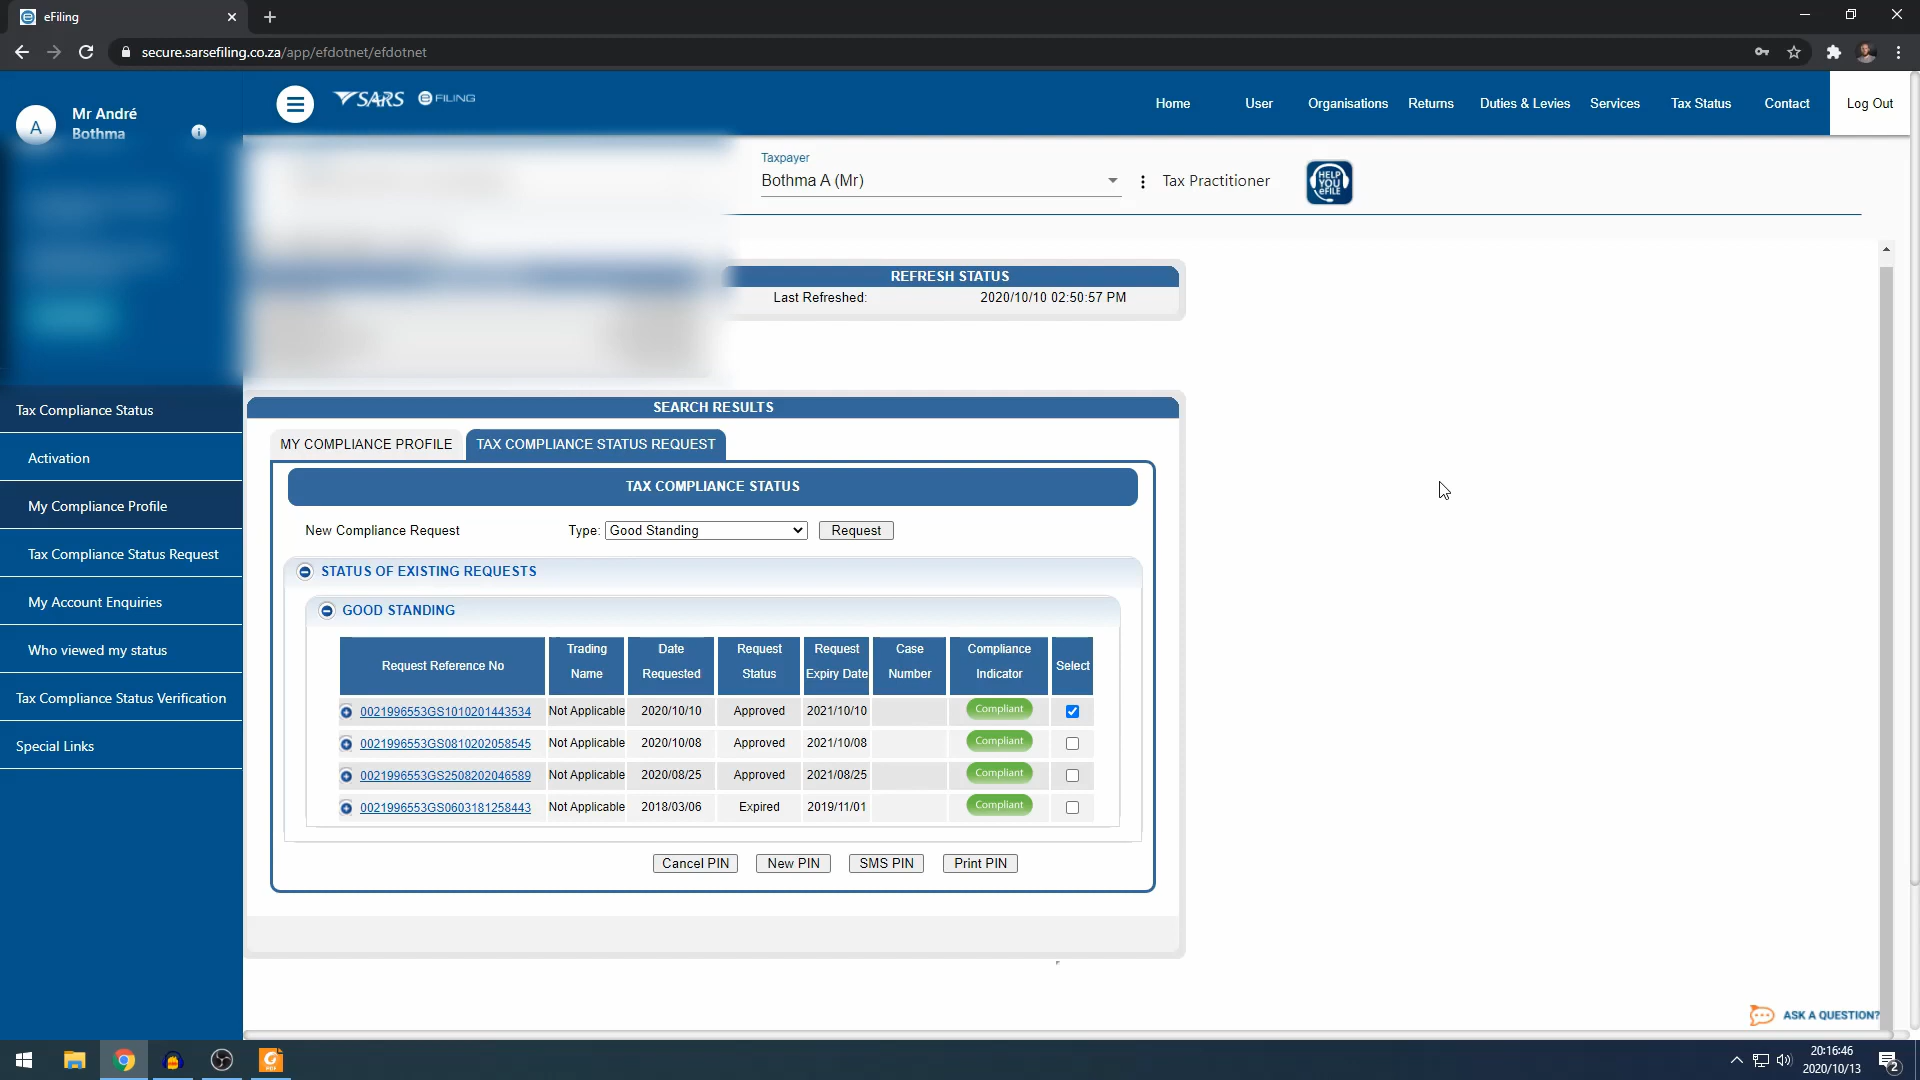 eFiling
secure.sarsefiling.co.za/app/efdotnet/efdotnet
A
Mr André
Bothma
i
SARS e FILING
Home
User
Organisations
Returns
Duties & Levies
Services
Tax Status
Contact
Log Out
Taxpayer
Bothma A (Mr)
Tax Practitioner
HELP
YOU
eFILE
REFRESH STATUS
Last Refreshed: 2020/10/10 02:50:57 PM
Tax Compliance Status
Activation
My Compliance Profile
Tax Compliance Status Request
My Account Enquiries
Who viewed my status
Tax Compliance Status Verification
Special Links
SEARCH RESULTS
MY COMPLIANCE PROFILE
TAX COMPLIANCE STATUS REQUEST
TAX COMPLIANCE STATUS
New Compliance Request Type: Good Standing Request
STATUS OF EXISTING REQUESTS
GOOD STANDING
Request Reference No
Trading
Name
Date
Requested
Request
Status
Request
Expiry Date
Case
Number
Compliance
Indicator
Select
0021996553GS1010201443534 Not Applicable 2020/10/10 Approved 2021/10/10 Compliant
0021996553GS0810202058545 Not Applicable 2020/10/08 Approved 2021/10/08 Compliant
0021996553GS2508202046589 Not Applicable 2020/08/25 Approved 2021/08/25 Compliant
0021996553GS0603181258443 Not Applicable 2018/03/06 Expired 2019/11/01 Compliant
Cancel PIN
New PIN
SMS PIN
Print PIN
ASK A QUESTION?
20:16:46
2020/10/13
2